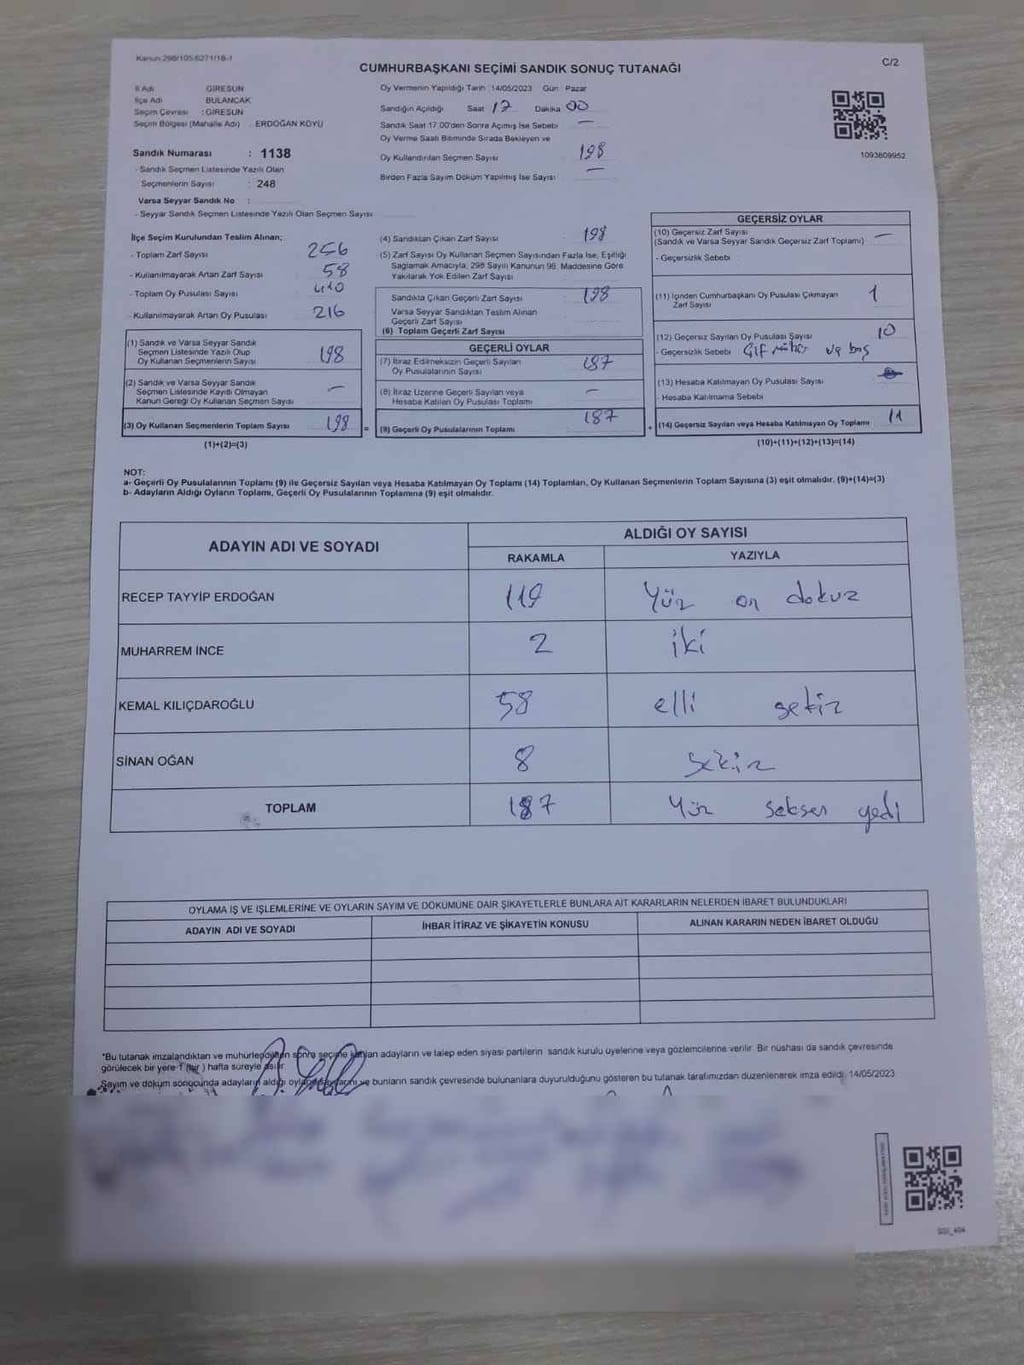 Kanun 298/105.6271/18-1
CUMHURBAŞKANI SEÇİMİ SANDIK SONUÇ TUTANAĞI
C/2
İl Adı GİRESUN
İlçe Adı BULANCAK
Seçim Çevresi : GİRESUN
Seçim Bölgesi (Mahalle Adı) : ERDOĞAN KÖYÜ
Sandık Numarası : 1138
- Sandık Seçmen Listesinde Yazılı Olan
Seçmenlerin Sayısı : 248
Varsa Seyyar Sandık No :
- Seyyar Sandık Seçmen Listesinde Yazılı Olan Seçmen Sayısı
Oy Vermenin Yapıldığı Tarih 14/05/2023 Gün Pazar
Sandığın Açıldığı Saat 17 Dakika 00
Sandık Saat 17.00'den Sonra Açılmış İse Sebebi —
Oy Verme Saati Bitiminde Sırada Bekleyen ve
Oy Kullandırılan Seçmen Sayısı 198
Birden Fazla Sayım Döküm Yapılmış İse Sayısı —
1093809952
İlçe Seçim Kurulundan Teslim Alınan;
- Toplam Zarf Sayısı 256
- Kullanılmayarak Artan Zarf Sayısı 58
- Toplam Oy Pusulası Sayısı 410
- Kullanılmayarak Artan Oy Pusulası 216
(1) Sandık ve Varsa Seyyar Sandık
Seçmen Listesinde Yazılı Olup
Oy Kullanan Seçmenlerin Sayısı 198
(2) Sandık ve Varsa Seyyar Sandık
Seçmen Listesinde Kayıtlı Olmayan
Kanun Gereği Oy Kullanan Seçmen Sayısı —
(3) Oy Kullanan Seçmenlerin Toplam Sayısı 198
(1)+(2)=(3)
(4) Sandıktan Çıkan Zarf Sayısı 198
(5) Zarf Sayısı Oy Kullanan Seçmen Sayısından Fazla İse, Eşitliği
Sağlamak Amacıyla, 298 Sayılı Kanunun 98. Maddesine Göre
Yakılarak Yok Edilen Zarf Sayısı
Sandıkta Çıkan Geçerli Zarf Sayısı 198
Varsa Seyyar Sandıktan Teslim Alınan
Geçerli Zarf Sayısı
(6) Toplam Geçerli Zarf Sayısı
GEÇERLİ OYLAR
(7) İtiraz Edilmeksizin Geçerli Sayılan
Oy Pusulalarının Sayısı 187
(8) İtiraz Üzerine Geçerli Sayılan veya
Hesaba Katılan Oy Pusulası Toplamı —
= (9) Geçerli Oy Pusulalarının Toplamı 187
GEÇERSİZ OYLAR
(10) Geçersiz Zarf Sayısı —
(Sandık ve Varsa Seyyar Sandık Geçersiz Zarf Toplamı)
- Geçersizlik Sebebi
(11) İçinden Cumhurbaşkanı Oy Pusulası Çıkmayan 1
Zarf Sayısı
(12) Geçersiz Sayılan Oy Pusulası Sayısı 10
- Geçersizlik Sebebi Çift mühür ve boş
(13) Hesaba Katılmayan Oy Pusulası Sayısı
- Hesaba Katılmama Sebebi
+ (14) Geçersiz Sayılan veya Hesaba Katılmayan Oy Toplamı 11
(10)+(11)+(12)+(13)=(14)
NOT:
a- Geçerli Oy Pusulalarının Toplamı (9) ile Geçersiz Sayılan veya Hesaba Katılmayan Oy Toplamı (14) Toplamları, Oy Kullanan Seçmenlerin Toplam Sayısına (3) eşit olmalıdır. (9)+(14)=(3)
b- Adayların Aldığı Oyların Toplamı, Geçerli Oy Pusulalarının Toplamına (9) eşit olmalıdır.
ADAYIN ADI VE SOYADI ALDIĞI OY SAYISI
RAKAMLA YAZIYLA
RECEP TAYYİP ERDOĞAN 119 Yüz on dokuz
MUHARREM İNCE 2 iki
KEMAL KILIÇDAROĞLU 58 elli sekiz
SİNAN OĞAN 8 sekiz
TOPLAM 187 Yüz seksen yedi
OYLAMA İŞ VE İŞLEMLERİNE VE OYLARIN SAYIM VE DÖKÜMÜNE DAİR ŞİKAYETLERLE BUNLARA AİT KARARLARIN NELERDEN İBARET BULUNDUKLARI
ADAYIN ADI VE SOYADI İHBAR İTİRAZ VE ŞİKAYETİN KONUSU ALINAN KARARIN NEDEN İBARET OLDUĞU
*Bu tutanak imzalandıktan ve mühürlendikten sonra seçime katılan adayların ve talep eden siyasi partilerin sandık kurulu üyelerine veya gözlemcilerine verilir. Bir nüshası da sandık çevresinde
görülecek bir yere 1 (bir) hafta süreyle asılır.
Sayım ve döküm sonucunda adayların aldığı oyların sayısını ve bunların sandık çevresinde bulunanlara duyurulduğunu gösteren bu tutanak tarafımızdan düzenlenerek imza edildi. 14/05/2023